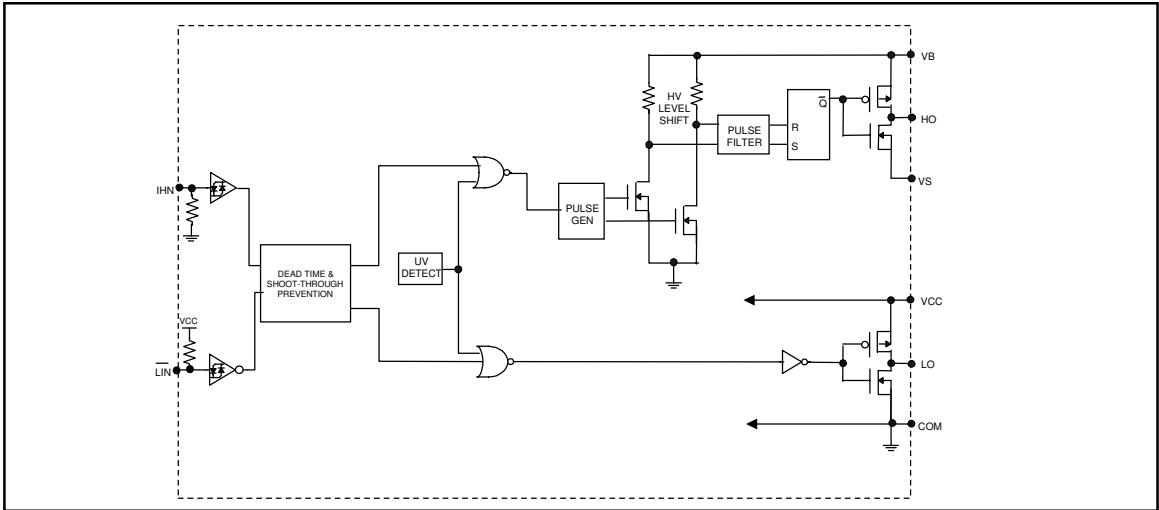 VB
HV
LEVEL
SHIFT
Q
PULSE
FILTER
R
S
HO
VS
IHN
PULSE
GEN
UV
DETECT
DEAD TIME &
SHOOT-THROUGH
PREVENTION
VCC
VCC
LIN
LO
COM